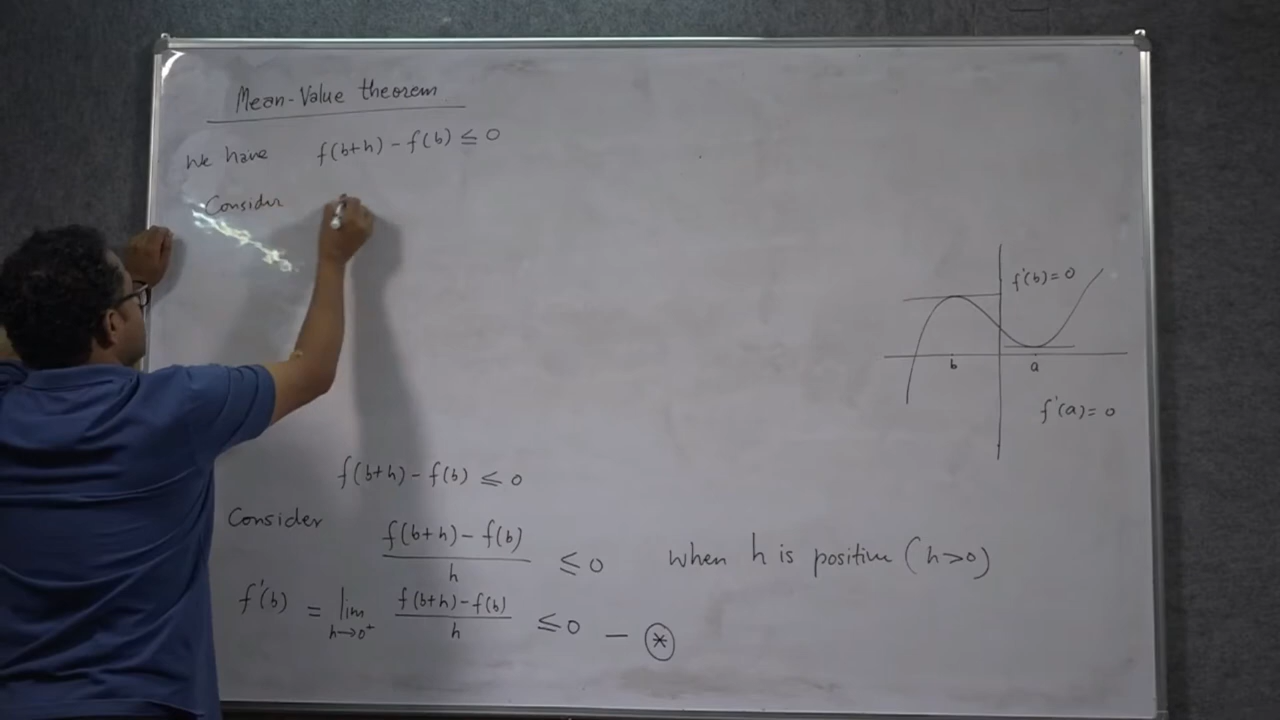 Mean-Value theorem
We have f(b+h) - f(b) ≤ 0
Consider
f'(b) = 0
b a
f'(a) = 0
f(b+h) - f(b) ≤ 0
Consider
f(b+h) - f(b) / h ≤ 0 when h is positive (h>0)
f'(b) = lim h→0⁺ f(b+h) - f(b) / h ≤ 0 — ⊛